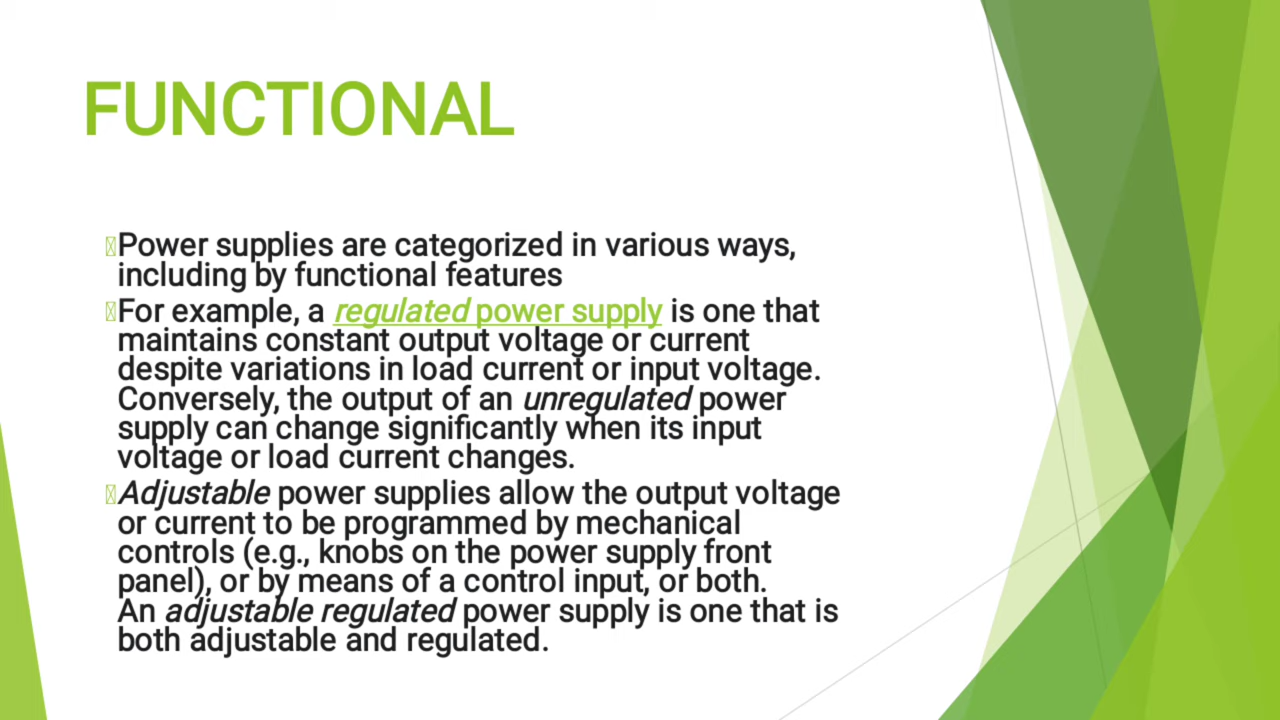 FUNCTIONAL
Power supplies are categorized in various ways,
including by functional features
For example, a regulated power supply is one that
maintains constant output voltage or current
despite variations in load current or input voltage.
Conversely, the output of an unregulated power
supply can change significantly when its input
voltage or load current changes.
Adjustable power supplies allow the output voltage
or current to be programmed by mechanical
controls (e.g., knobs on the power supply front
panel), or by means of a control input, or both.
An adjustable regulated power supply is one that is
both adjustable and regulated.